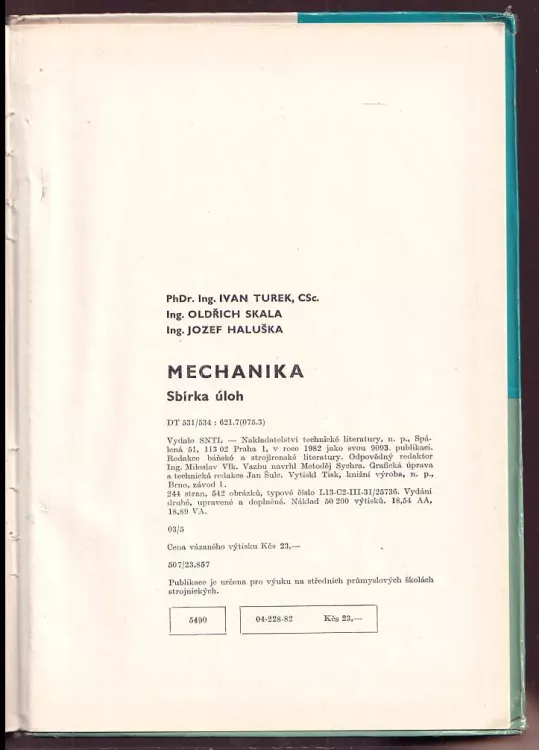 PhDr. Ing. IVAN TUREK, CSc.
Ing. OLDŘICH SKALA
Ing. JOZEF HALUŠKA
MECHANIKA
Sbírka úloh
DT 531/534 : 621.7(075.3)
Vydalo SNTL — Nakladatelství technické literatury, n. p., Spá-
lená 51, 113 02 Praha 1, v roce 1982 jako svou 9093. publikaci.
Redakce báňské a strojírenské literatury. Odpovědný redaktor
Ing. Miloslav Vlk. Vazbu navrhl Metoděj Sychra. Grafická úprava
a technická redakce Jan Šulc. Vytiskl Tisk, knižní výroba, n. p.,
Brno, závod 1.
244 stran, 542 obrázků, typové číslo L13-C2-III-31/25736. Vydání
druhé, upravené a doplněné. Náklad 50 200 výtisků. 18,54 AA,
18,89 VA.
03/5
Cena vázaného výtisku Kčs 23,—
507/23.857
Publikace je určena pro výuku na středních průmyslových školách
strojnických.
5490 04-228-82 Kčs 23,—